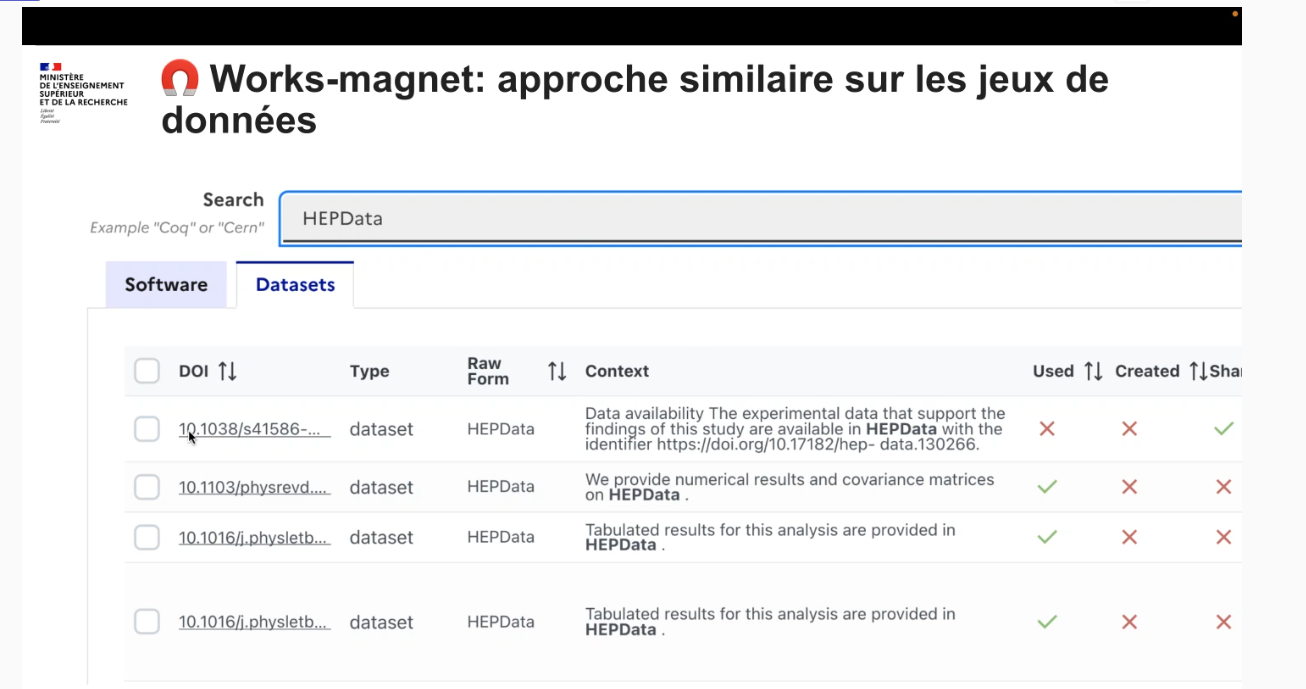 MINISTÈRE
DE L'ENSEIGNEMENT
SUPÉRIEUR
ET DE LA RECHERCHE
Liberté
Égalité
Fraternité
Works-magnet: approche similaire sur les jeux de
données
Search
Example "Coq" or "Cern"
HEPData
Software Datasets
DOI Type Raw Form Context Used Created Shar
10.1038/s41586-... dataset HEPData
Data availability The experimental data that support the
findings of this study are available in HEPData with the
identifier https://doi.org/10.17182/hep- data.130266.
10.1103/physrevd.... dataset HEPData
We provide numerical results and covariance matrices
on HEPData .
10.1016/j.physletb... dataset HEPData
Tabulated results for this analysis are provided in
HEPData .
10.1016/j.physletb... dataset HEPData
Tabulated results for this analysis are provided in
HEPData .